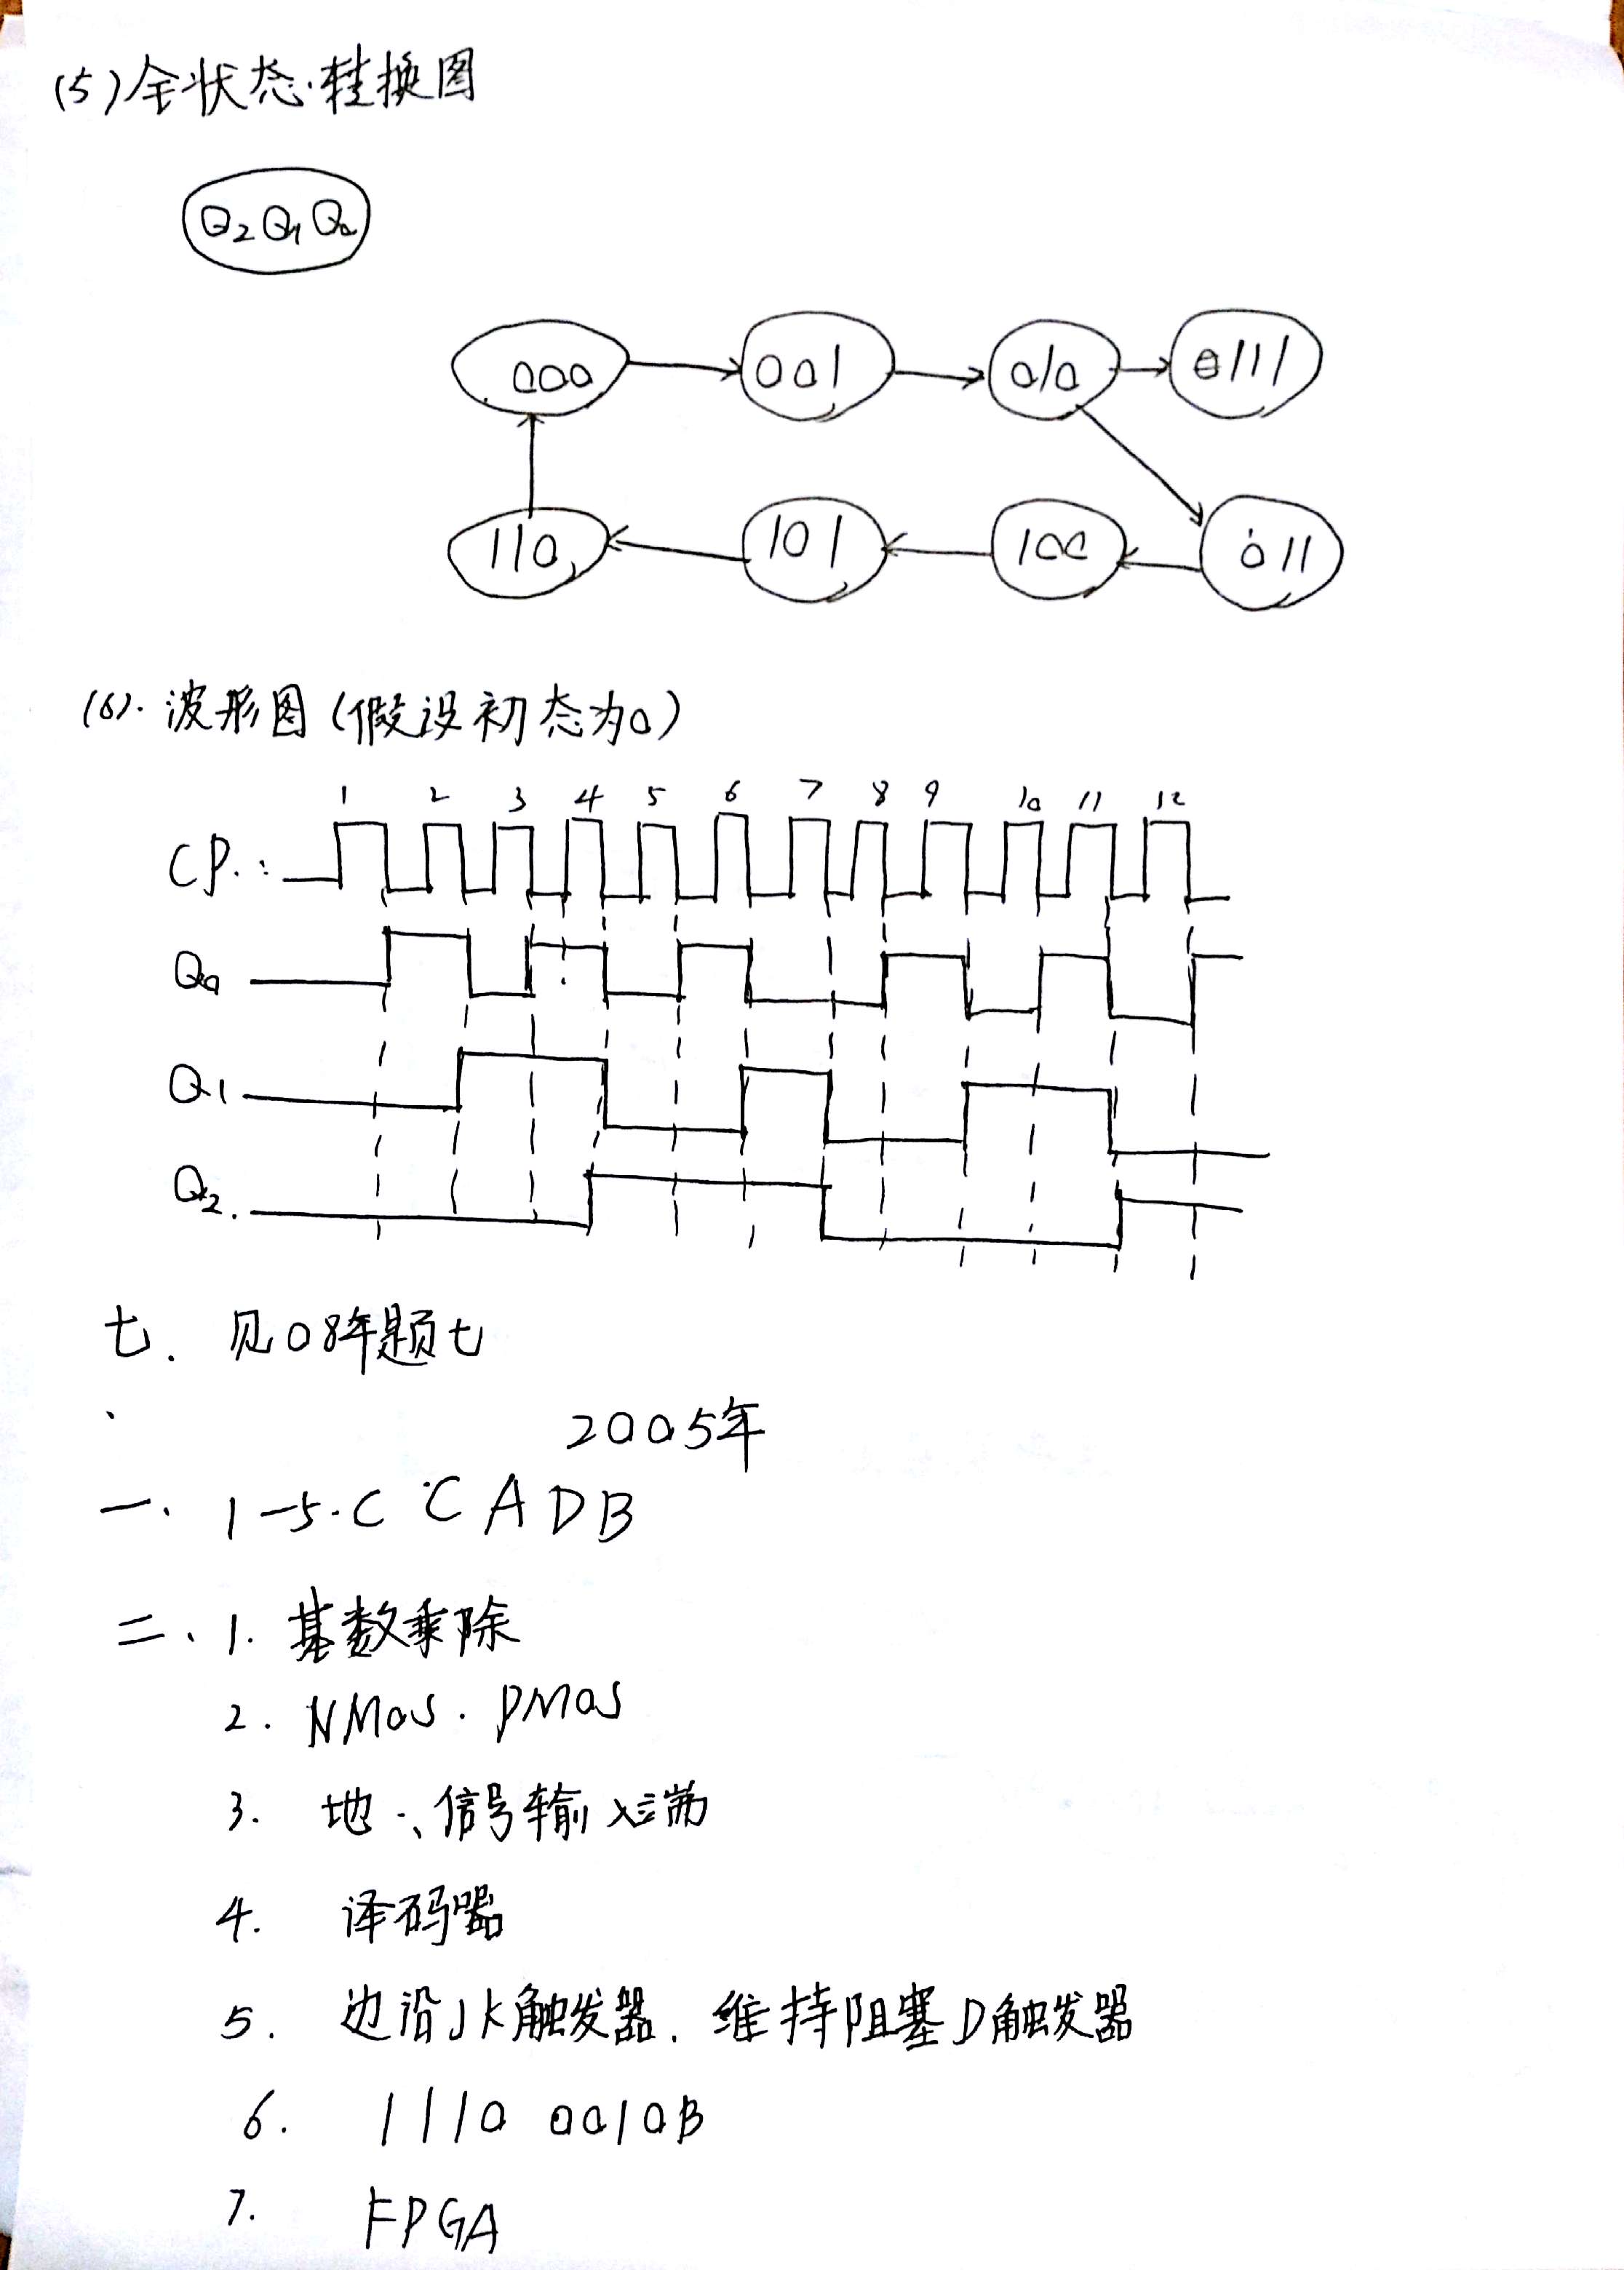 (5)全状态转换图
Q2Q1Q0
000 001 010 0111
110 101 100 011
(6).波形图(假设初态为0)
1 2 3 4 5 6 7 8 9 10 11 12
CP:
Q0
Q1
Q2.
七. 见08年题七
2005年
一、1-5.C C A D B
二、1. 基数乘除
2. NMOS. PMOS
3. 地、信号输入端
4. 译码器
5. 边沿JK触发器. 维持阻塞D触发器
6. 1110 0010B
7. FPGA